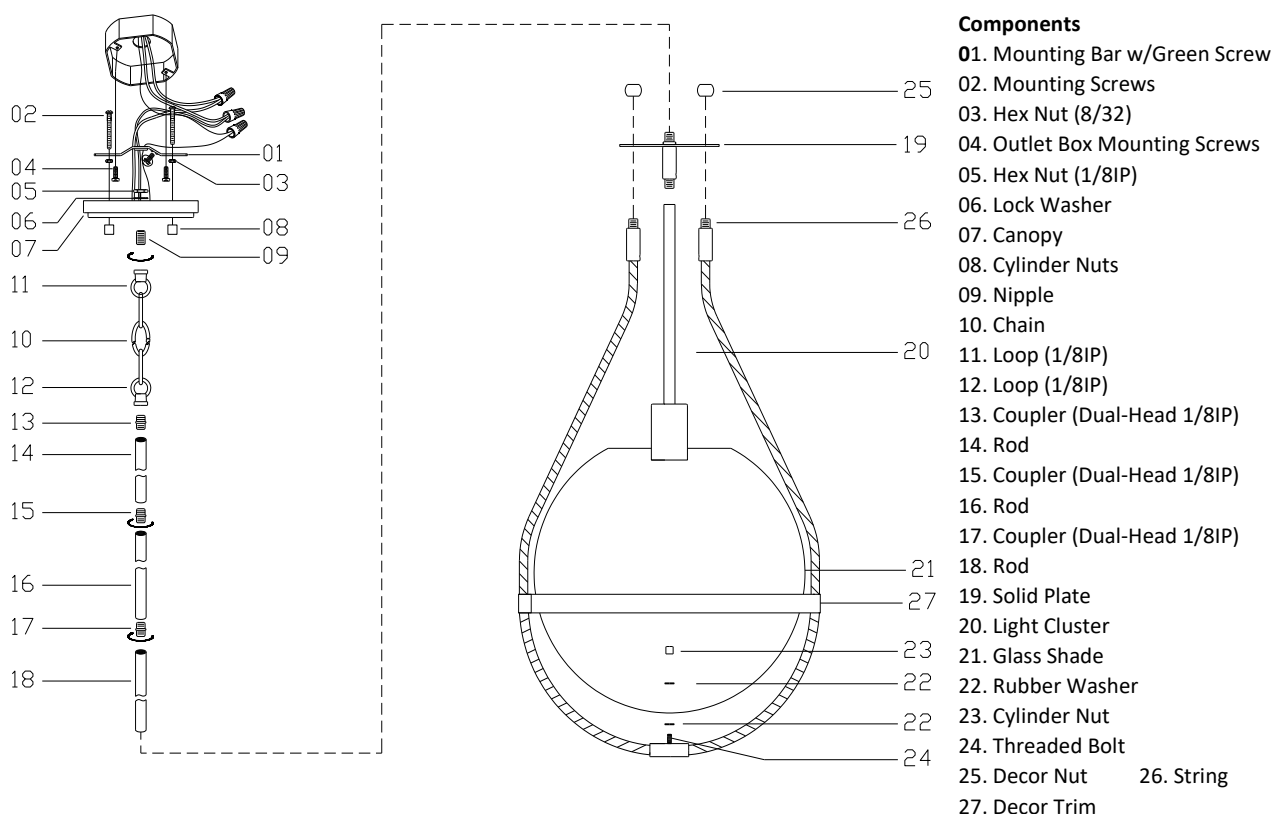 02
04
05
06
07
01
03
08
09
11
10
12
13
14
15
16
17
18
25
19
26
20
21
27
23
22
22
24
Components
01. Mounting Bar w/Green Screw
02. Mounting Screws
03. Hex Nut (8/32)
04. Outlet Box Mounting Screws
05. Hex Nut (1/8IP)
06. Lock Washer
07. Canopy
08. Cylinder Nuts
09. Nipple
10. Chain
11. Loop (1/8IP)
12. Loop (1/8IP)
13. Coupler (Dual-Head 1/8IP)
14. Rod
15. Coupler (Dual-Head 1/8IP)
16. Rod
17. Coupler (Dual-Head 1/8IP)
18. Rod
19. Solid Plate
20. Light Cluster
21. Glass Shade
22. Rubber Washer
23. Cylinder Nut
24. Threaded Bolt
25. Decor Nut 26. String
27. Decor Trim